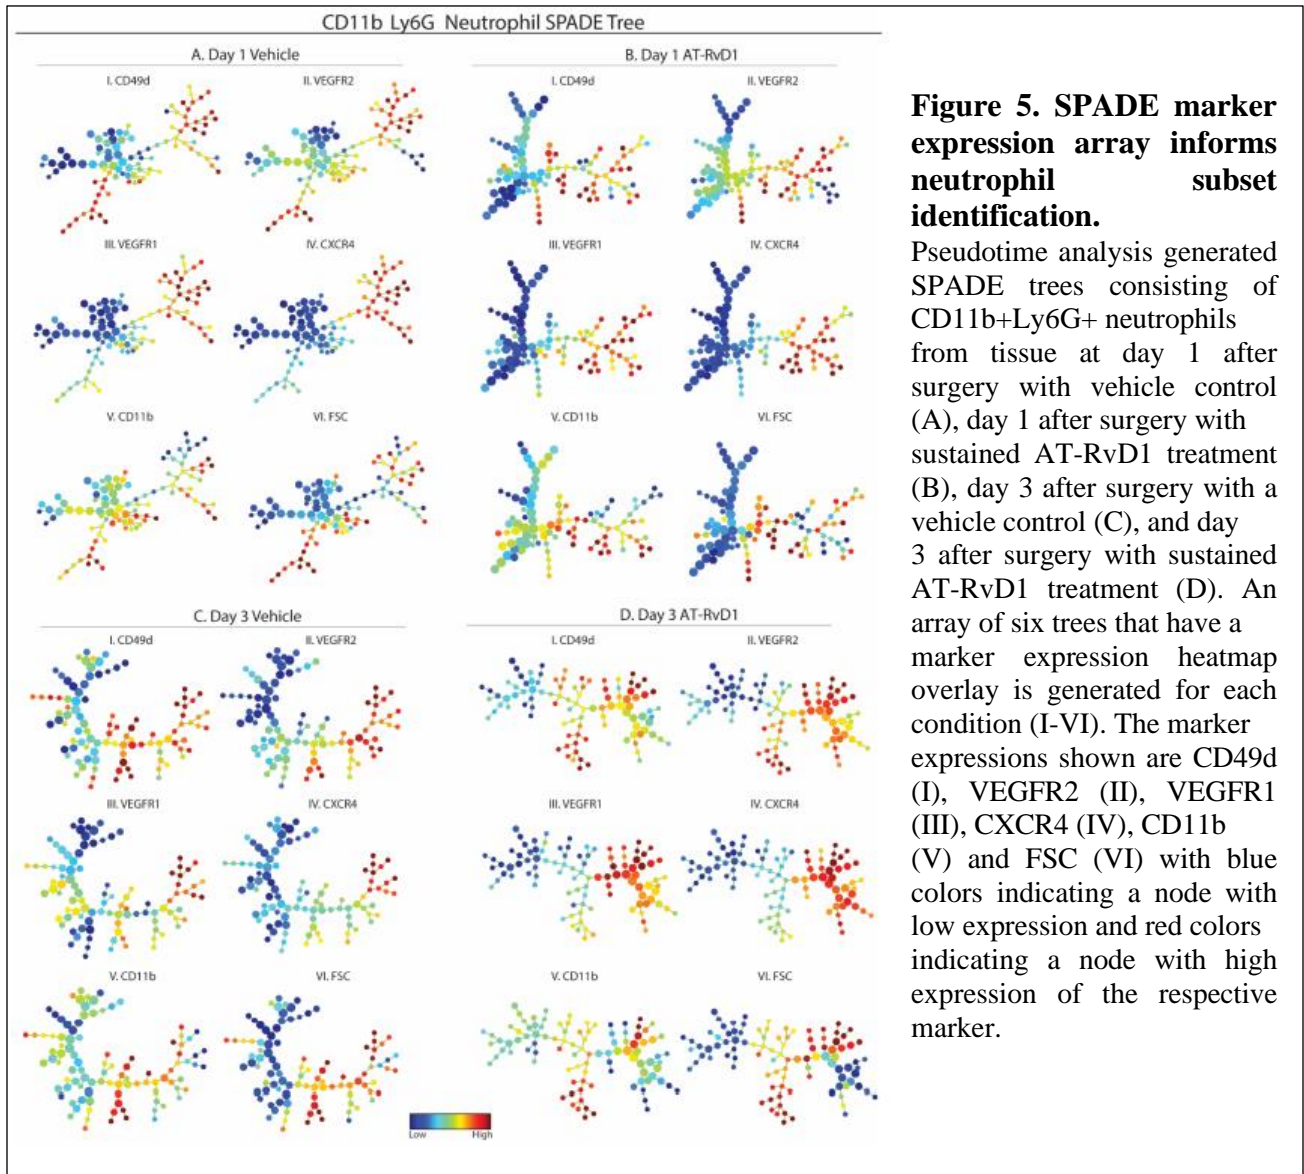 CD11b Ly6G Neutrophil SPADE Tree
A. Day 1 Vehicle
I. CD49d
II. VEGFR2
III. VEGFR1
IV. CXCR4
V. CD11b
VI. FSC
B. Day 1 AT-RvD1
I. CD49d
II. VEGFR2
III. VEGFR1
IV. CXCR4
V. CD11b
VI. FSC
C. Day 3 Vehicle
I. CD49d
II. VEGFR2
III. VEGFR1
IV. CXCR4
V. CD11b
VI. FSC
D. Day 3 AT-RvD1
I. CD49d
II. VEGFR2
III. VEGFR1
IV. CXCR4
V. CD11b
VI. FSC
Low High
Figure 5. SPADE marker
expression array informs
neutrophil subset
identification.
Pseudotime analysis generated
SPADE trees consisting of
CD11b+Ly6G+ neutrophils
from tissue at day 1 after
surgery with vehicle control
(A), day 1 after surgery with
sustained AT-RvD1 treatment
(B), day 3 after surgery with a
vehicle control (C), and day
3 after surgery with sustained
AT-RvD1 treatment (D). An
array of six trees that have a
marker expression heatmap
overlay is generated for each
condition (I-VI). The marker
expressions shown are CD49d
(I), VEGFR2 (II), VEGFR1
(III), CXCR4 (IV), CD11b
(V) and FSC (VI) with blue
colors indicating a node with
low expression and red colors
indicating a node with high
expression of the respective
marker.